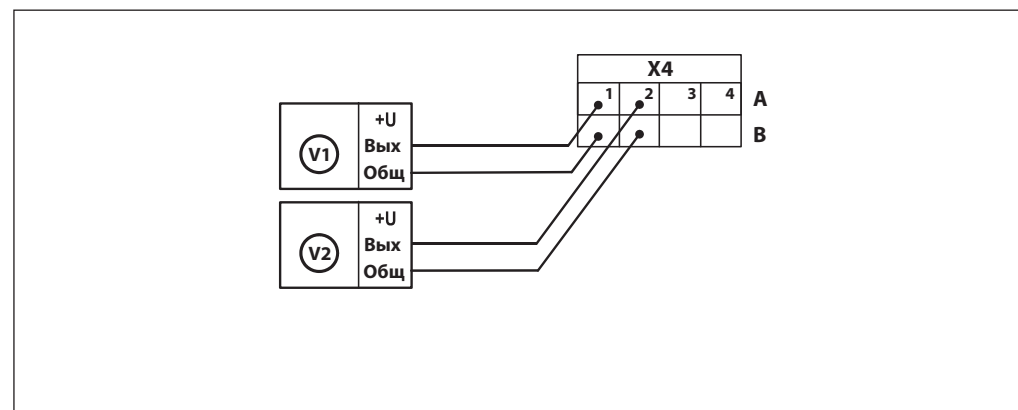 X4
1 2 3 4 A
B
+U
V1 Вых
Общ
+U
V2 Вых
Общ